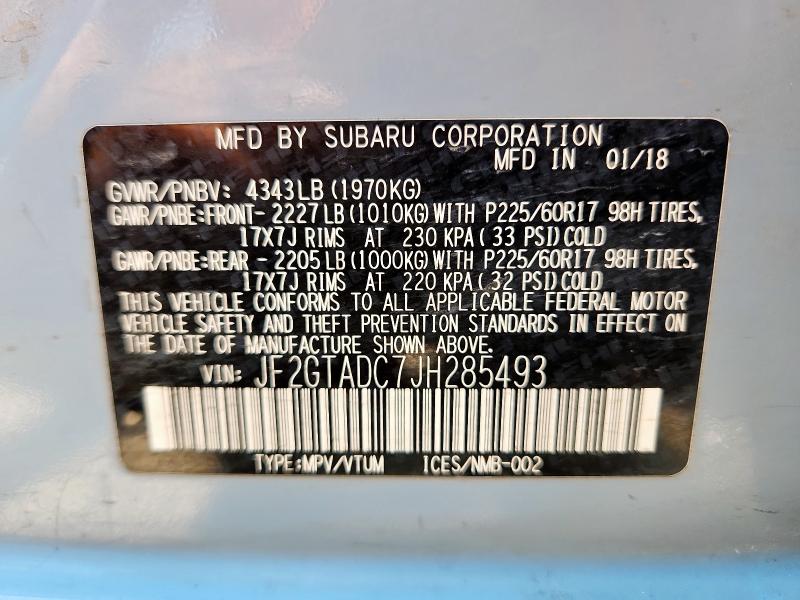 MFD BY SUBARU CORPORATION
MFD IN 01/18
GVWR/PNBV: 4343LB (1970KG)
GAWR/PNBE:FRONT-2227LB(1010KG)WITH P225/60R17 98H TIRES,
17X7J RIMS AT 230 KPA(33 PSI)COLD
GAWR/PNBE:REAR -2205LB(1000KG)WITH P225/60R17 98H TIRES,
17X7J RIMS AT 220 KPA(32 PSI)COLD
THIS VEHICLE CONFORMS TO ALL APPLICABLE FEDERAL MOTOR
VEHICLE SAFETY AND THEFT PREVENTION STANDARDS IN EFFECT ON
THE DATE OF MANUFACTURE SHOWN ABOVE.
VIN: JF2GTADC7JH285493
TYPE:MPV/VTUM ICES/NMB-002